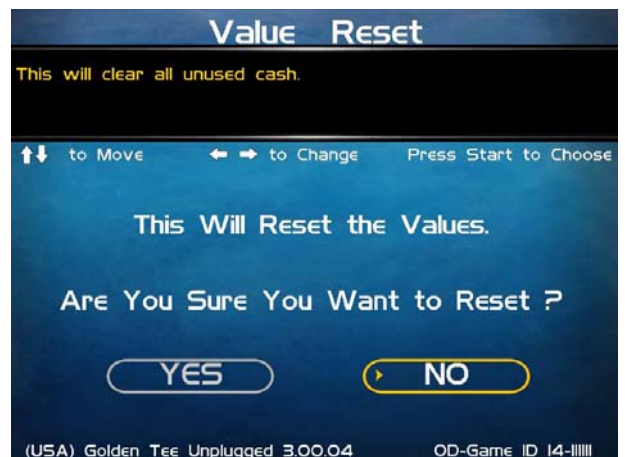 Value Reset
This will clear all unused cash.
↑↓ to Move ← → to Change Press Start to Choose
This Will Reset the Values.
Are You Sure You Want to Reset ?
YES NO
(USA) Golden Tee Unplugged 3.00.04 OD-Game ID 14-111111